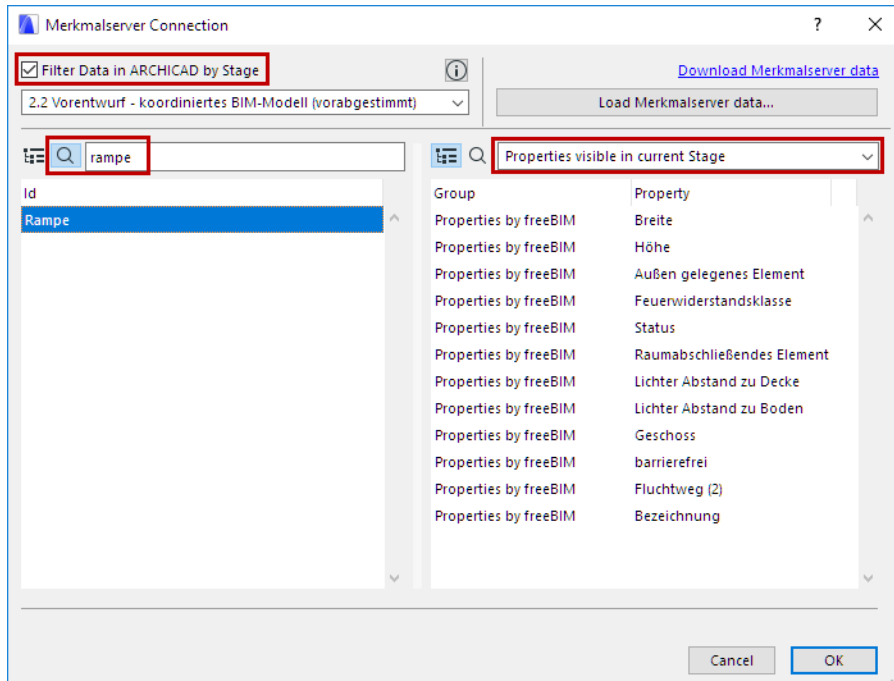 Merkmalserver Connection
?
Filter Data in ARCHICAD by Stage
Download Merkmalserver data
2.2 Vorentwurf - koordiniertes BIM-Modell (vorabgestimmt)
Load Merkmalserver data...
rampe
Properties visible in current Stage
Id
Group Property
Rampe
Properties by freeBIM Breite
Properties by freeBIM Höhe
Properties by freeBIM Außen gelegenes Element
Properties by freeBIM Feuerwiderstandsklasse
Properties by freeBIM Status
Properties by freeBIM Raumabschließendes Element
Properties by freeBIM Lichter Abstand zu Decke
Properties by freeBIM Lichter Abstand zu Boden
Properties by freeBIM Geschoss
Properties by freeBIM barrierefrei
Properties by freeBIM Fluchtweg (2)
Properties by freeBIM Bezeichnung
Cancel OK